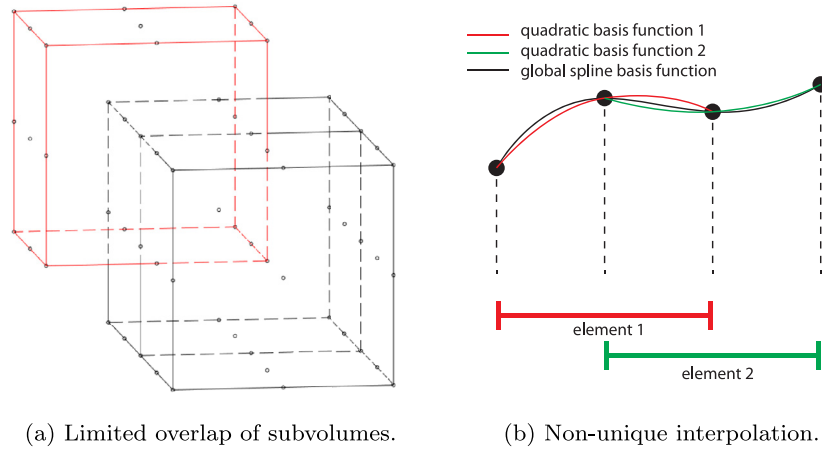 quadratic basis function 1
quadratic basis function 2
global spline basis function
element 1
element 2
(a) Limited overlap of subvolumes.
(b) Non-unique interpolation.